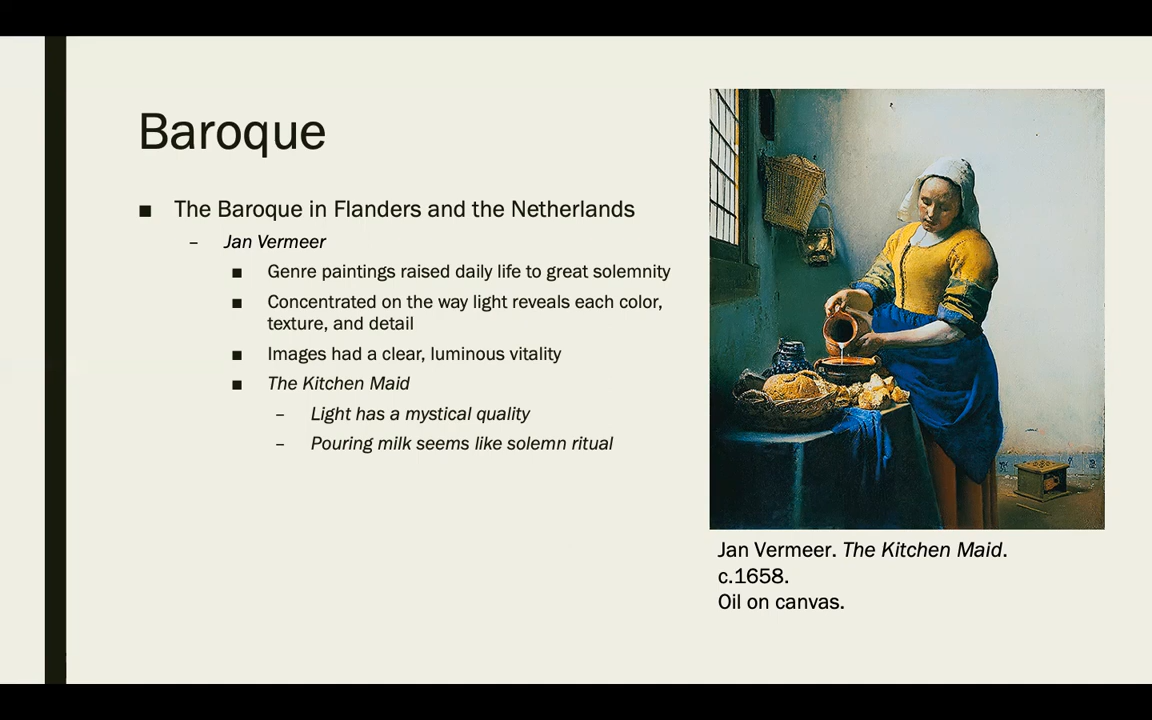 Baroque
■ The Baroque in Flanders and the Netherlands
– Jan Vermeer
■ Genre paintings raised daily life to great solemnity
■ Concentrated on the way light reveals each color,
texture, and detail
■ Images had a clear, luminous vitality
■ The Kitchen Maid
– Light has a mystical quality
– Pouring milk seems like solemn ritual
Jan Vermeer. The Kitchen Maid.
c.1658.
Oil on canvas.